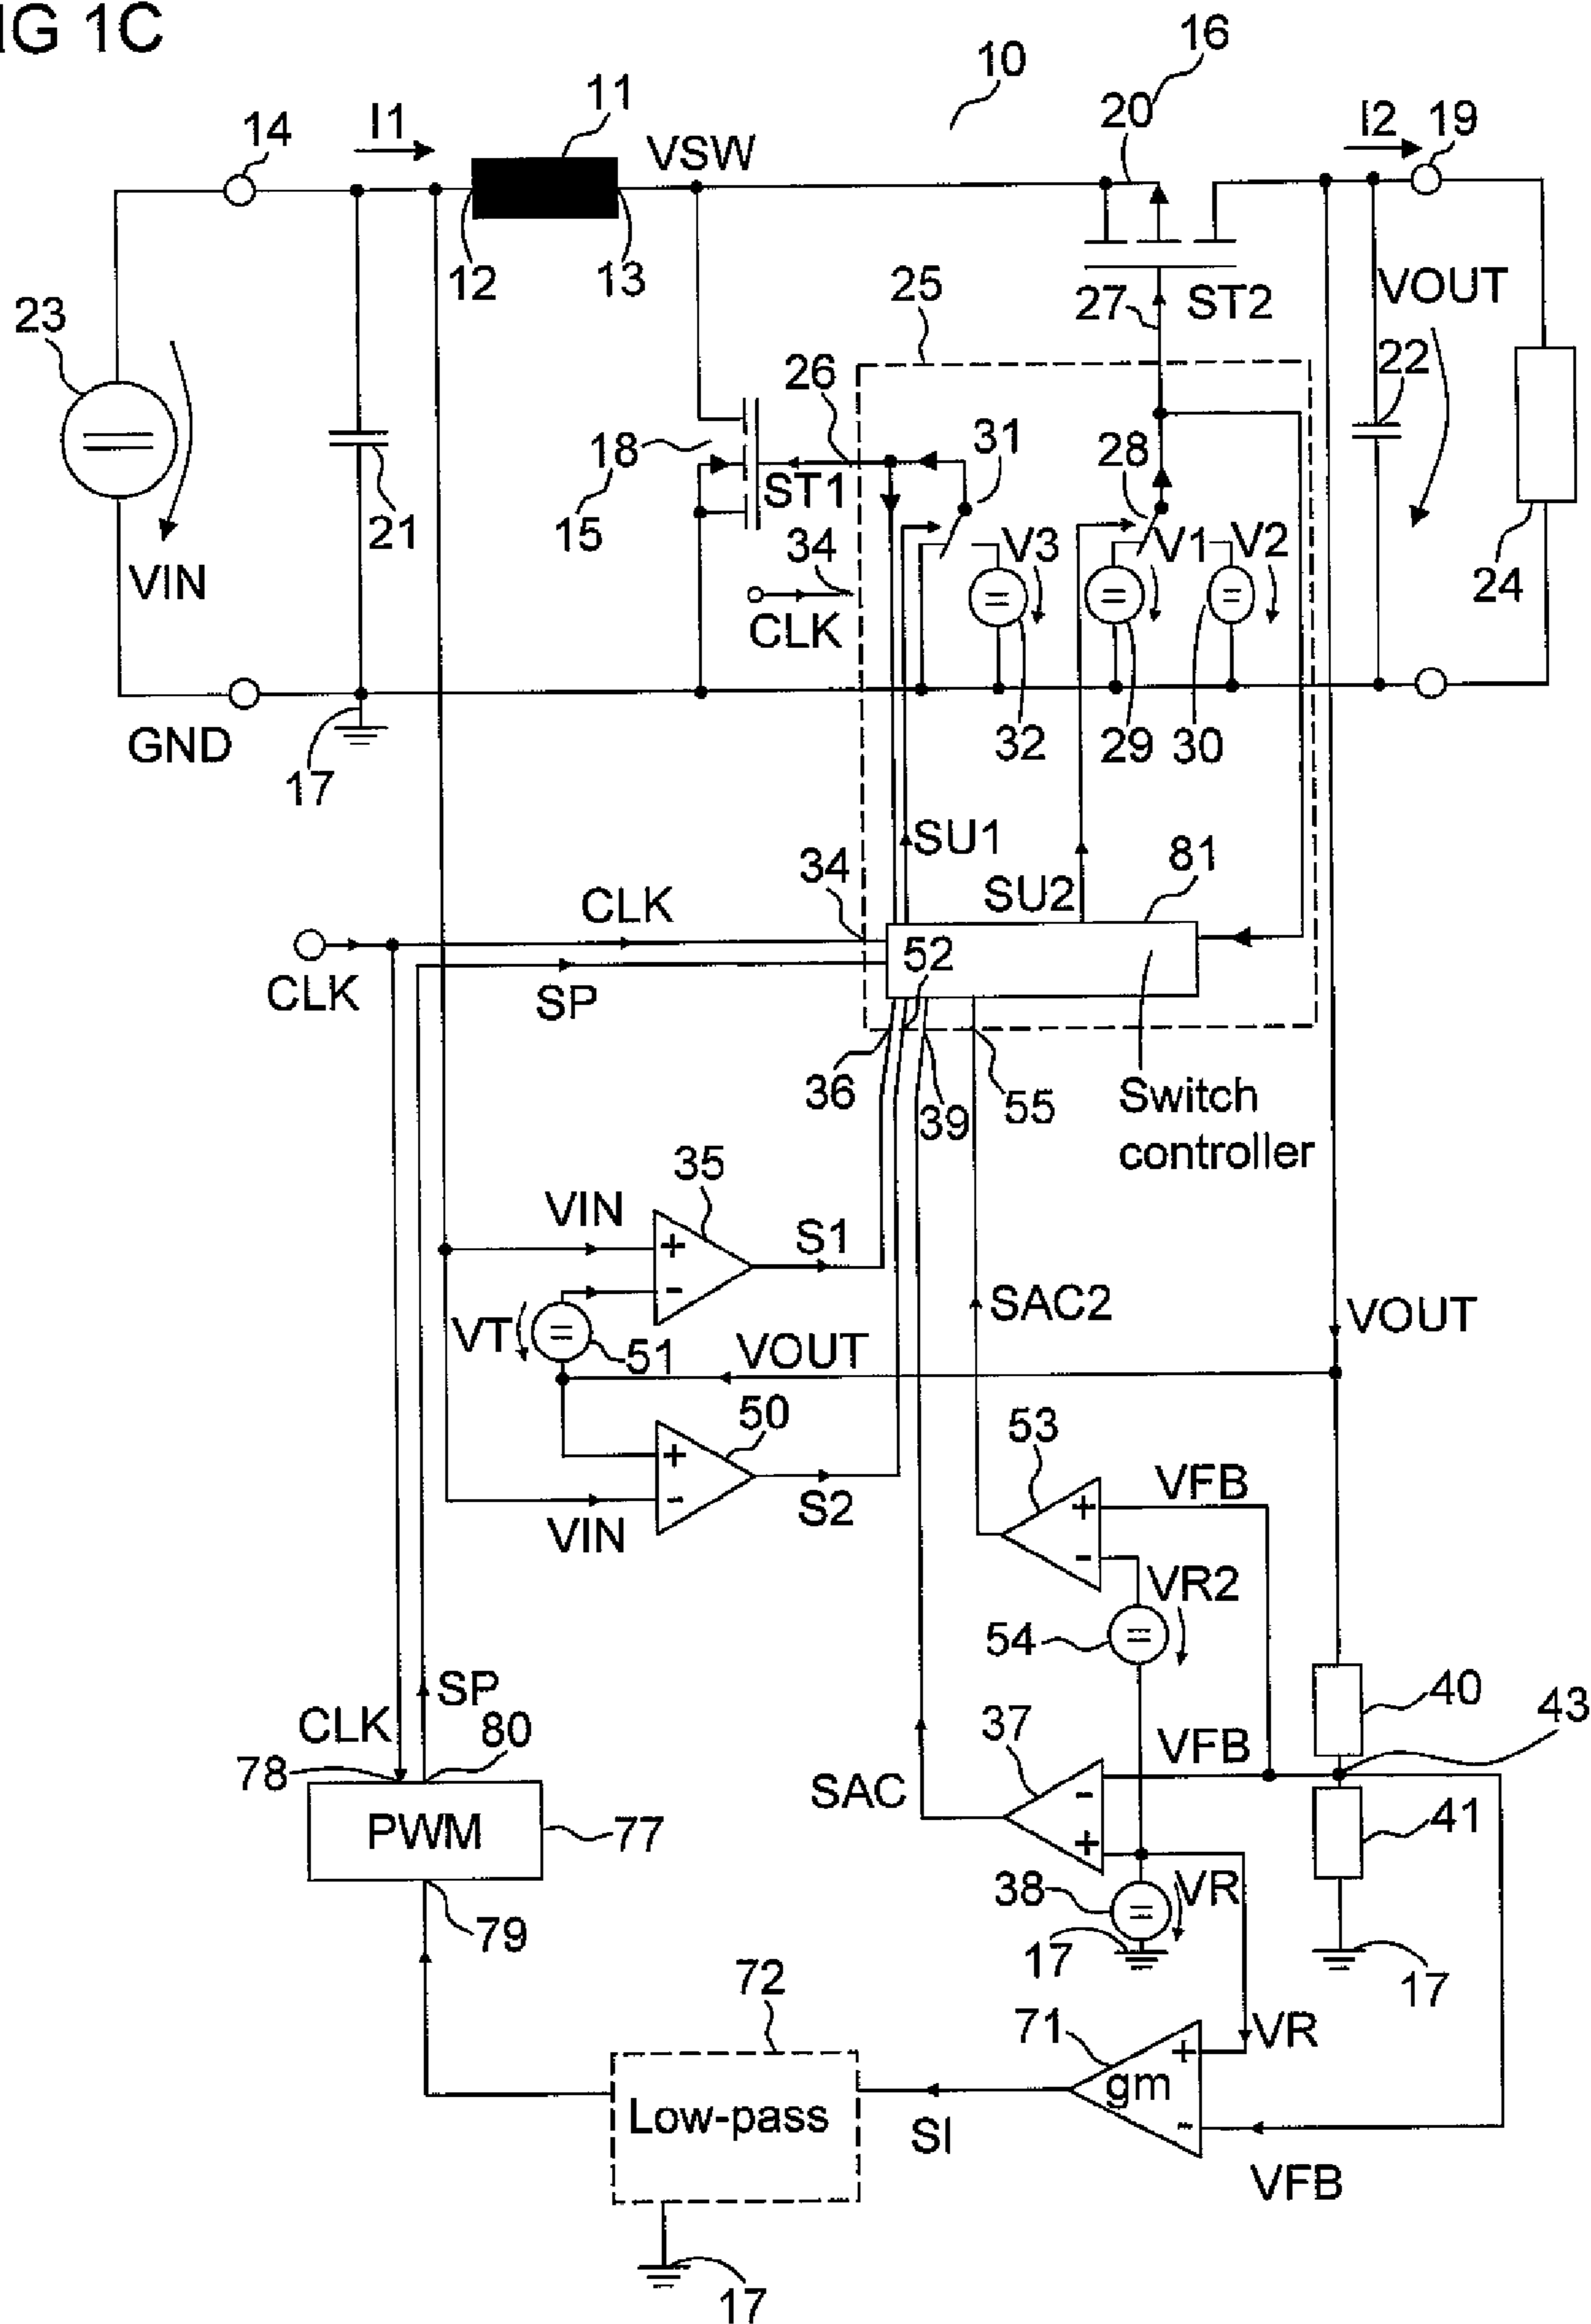 IG 1C
16
10
20
11
I1
I2
19
14
VSW
12
13
25
27
ST2
VOUT
23
26
31
28
22
18
15
ST1
21
34
V3
V1
V2
VIN
CLK
24
GND
17
32
29
30
SU1
SU2
81
34
CLK
52
CLK
SP
36
39
55
Switch
controller
35
VIN
S1
SAC2
VT
51
VOUT
VOUT
50
53
VFB
S2
VIN
VR2
54
SP
40
43
CLK
80
37
VFB
78
SAC
41
PWM
77
38
VR
79
17
17
72
71
VR
gm
Low-pass
SI
VFB
17